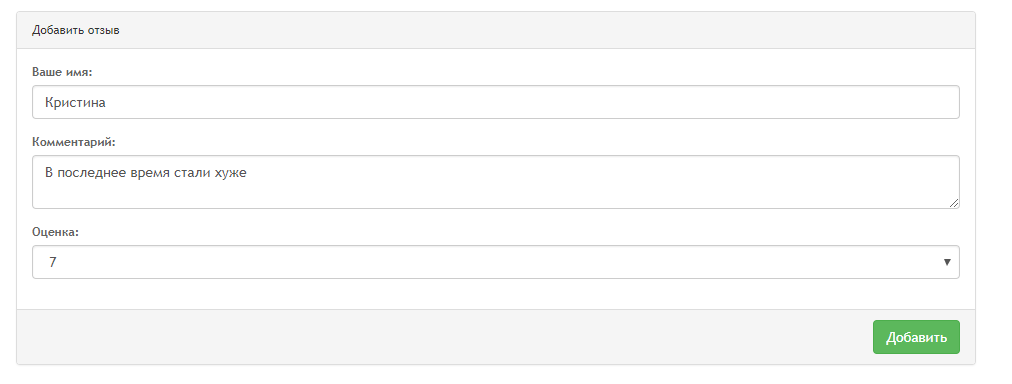 Добавить отзыв
Ваше имя:
Кристина
Комментарий:
В последнее время стали хуже
Оценка:
7
Добавить